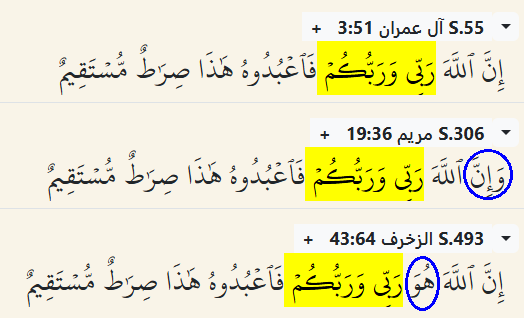 S.55 آل عمران 3:51 +
إِنَّ ٱللَّهَ رَبِّى وَرَبُّكُمْ فَٱعْبُدُوهُ هَٰذَا صِرَٰطٌ مُّسْتَقِيمٌ
S.306 مريم 19:36 +
وَإِنَّ ٱللَّهَ رَبِّى وَرَبُّكُمْ فَٱعْبُدُوهُ هَٰذَا صِرَٰطٌ مُّسْتَقِيمٌ
S.493 الزخرف 43:64 +
إِنَّ ٱللَّهَ هُوَ رَبِّى وَرَبُّكُمْ فَٱعْبُدُوهُ هَٰذَا صِرَٰطٌ مُّسْتَقِيمٌ